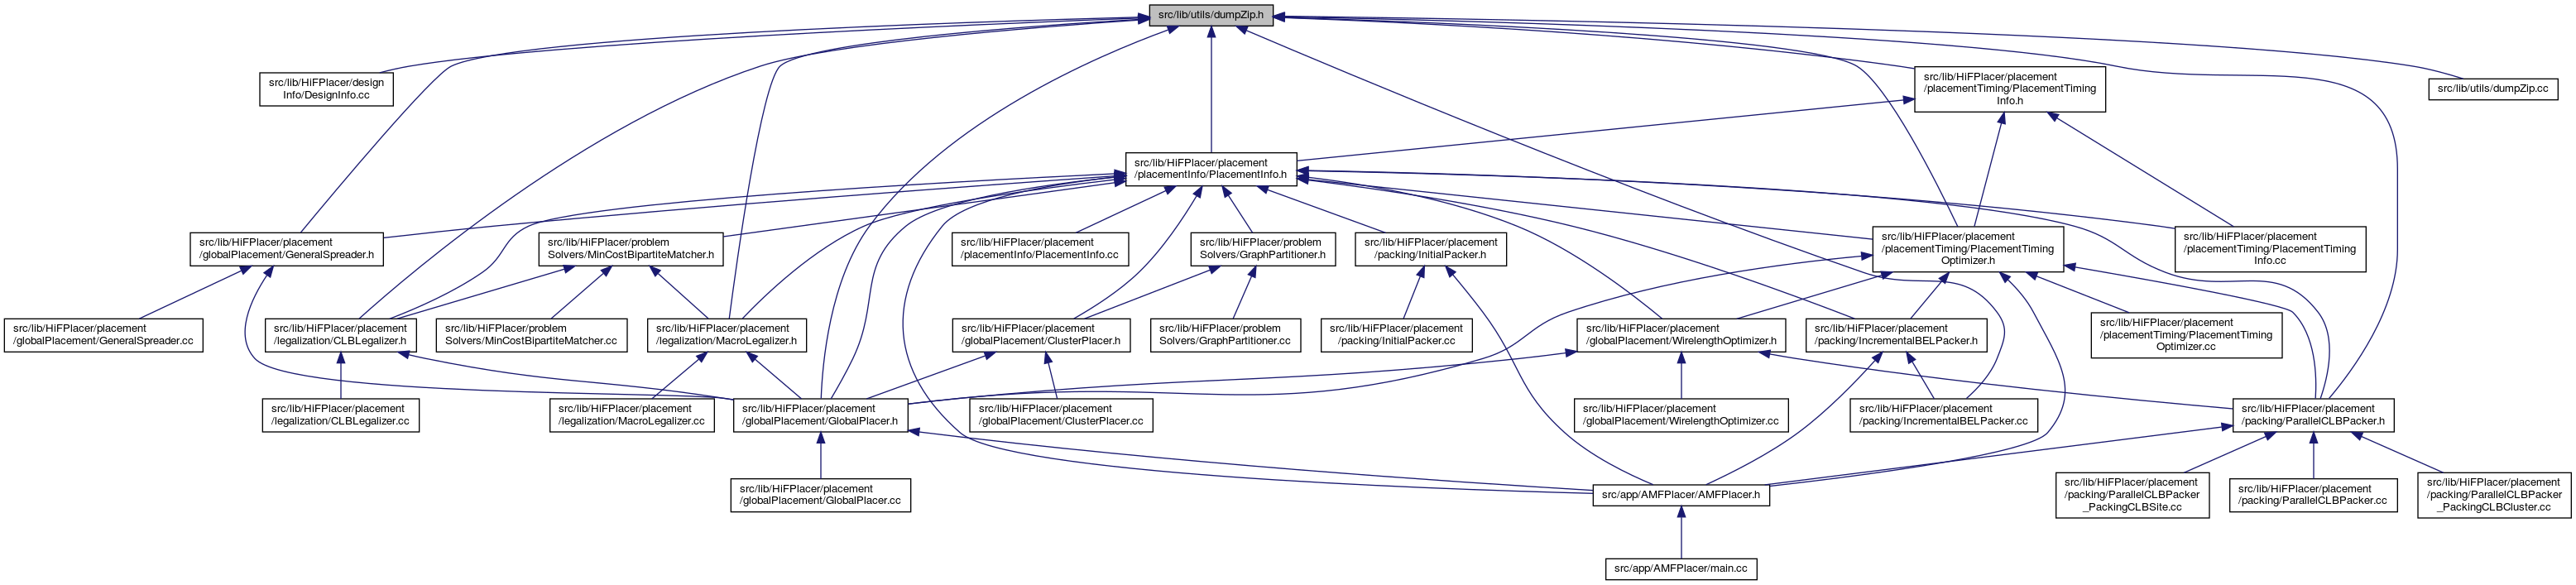 src/lib/utils/dumpZip.h
src/lib/HiFPlacer/design
Info/DesignInfo.cc
src/lib/HiFPlacer/placement
/placementTiming/PlacementTiming
Info.h
src/lib/utils/dumpZip.cc
src/lib/HiFPlacer/placement
/placementInfo/PlacementInfo.h
src/lib/HiFPlacer/placement
/globalPlacement/GeneralSpreader.h
src/lib/HiFPlacer/problem
Solvers/MinCostBipartiteMatcher.h
src/lib/HiFPlacer/placement
/placementInfo/PlacementInfo.cc
src/lib/HiFPlacer/problem
Solvers/GraphPartitioner.h
src/lib/HiFPlacer/placement
/packing/InitialPacker.h
src/lib/HiFPlacer/placement
/placementTiming/PlacementTiming
Optimizer.h
src/lib/HiFPlacer/placement
/placementTiming/PlacementTiming
Info.cc
src/lib/HiFPlacer/placement
/globalPlacement/GeneralSpreader.cc
src/lib/HiFPlacer/placement
/legalization/CLBLegalizer.h
src/lib/HiFPlacer/problem
Solvers/MinCostBipartiteMatcher.cc
src/lib/HiFPlacer/placement
/legalization/MacroLegalizer.h
src/lib/HiFPlacer/placement
/globalPlacement/ClusterPlacer.h
src/lib/HiFPlacer/problem
Solvers/GraphPartitioner.cc
src/lib/HiFPlacer/placement
/packing/InitialPacker.cc
src/lib/HiFPlacer/placement
/globalPlacement/WirelengthOptimizer.h
src/lib/HiFPlacer/placement
/packing/IncrementalBELPacker.h
src/lib/HiFPlacer/placement
/placementTiming/PlacementTiming
Optimizer.cc
src/lib/HiFPlacer/placement
/legalization/CLBLegalizer.cc
src/lib/HiFPlacer/placement
/legalization/MacroLegalizer.cc
src/lib/HiFPlacer/placement
/globalPlacement/GlobalPlacer.h
src/lib/HiFPlacer/placement
/globalPlacement/ClusterPlacer.cc
src/lib/HiFPlacer/placement
/globalPlacement/WirelengthOptimizer.cc
src/lib/HiFPlacer/placement
/packing/IncrementalBELPacker.cc
src/lib/HiFPlacer/placement
/packing/ParallelCLBPacker.h
src/lib/HiFPlacer/placement
/globalPlacement/GlobalPlacer.cc
src/app/AMFPlacer/AMFPlacer.h
src/lib/HiFPlacer/placement
/packing/ParallelCLBPacker
_PackingCLBSite.cc
src/lib/HiFPlacer/placement
/packing/ParallelCLBPacker.cc
src/lib/HiFPlacer/placement
/packing/ParallelCLBPacker
_PackingCLBCluster.cc
src/app/AMFPlacer/main.cc